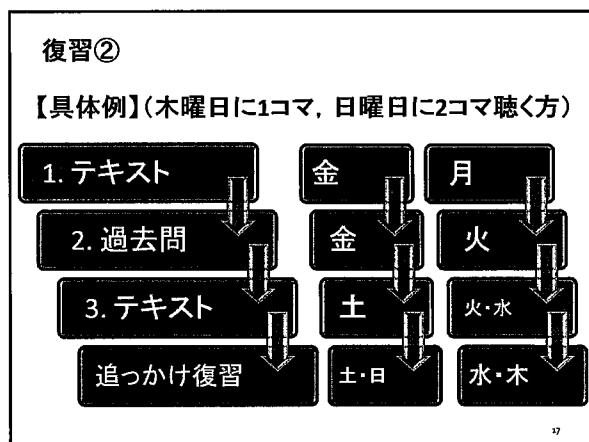 復習②
【具体例】(木曜日に1コマ，日曜日に2コマ聴く方)
1. テキスト 金 月
2. 過去問 金 火
3. テキスト 土 火・水
追っかけ復習 土・日 水・木
17